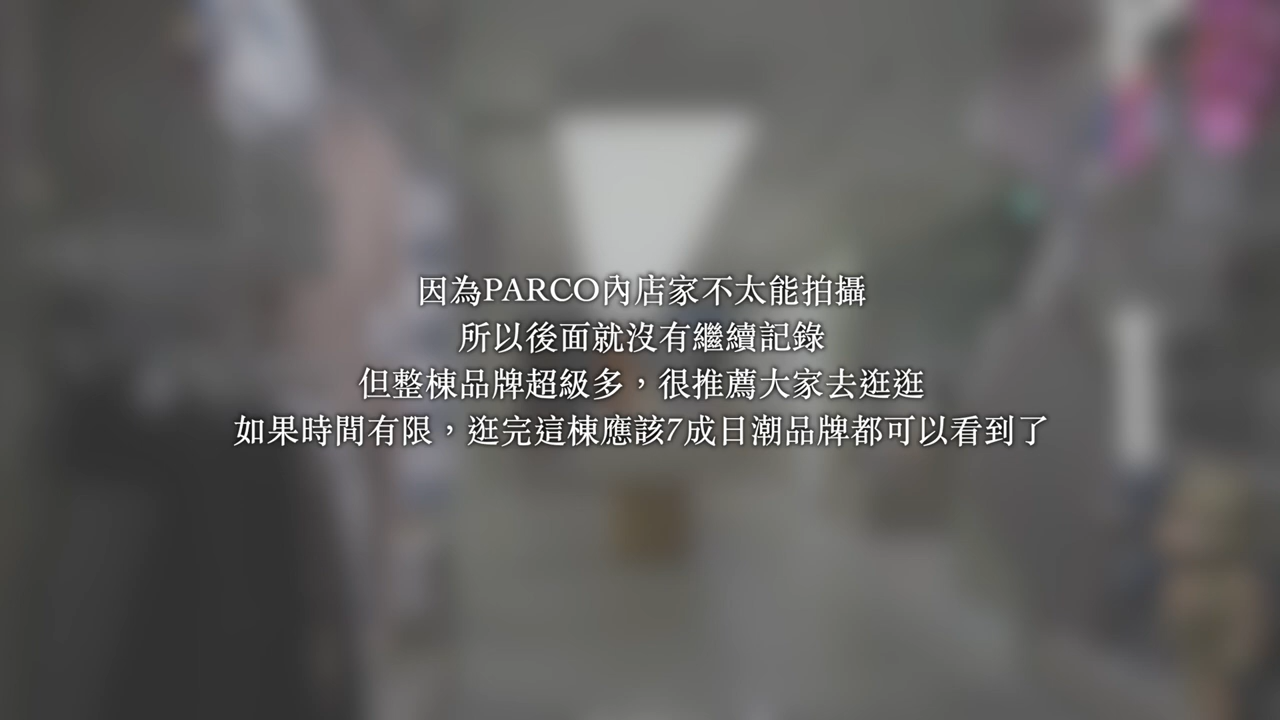 因為PARCO內店家不太能拍攝
所以後面就沒有繼續記錄
但整棟品牌超級多，很推薦大家去逛逛
如果時間有限，逛完這棟應該7成日潮品牌都可以看到了